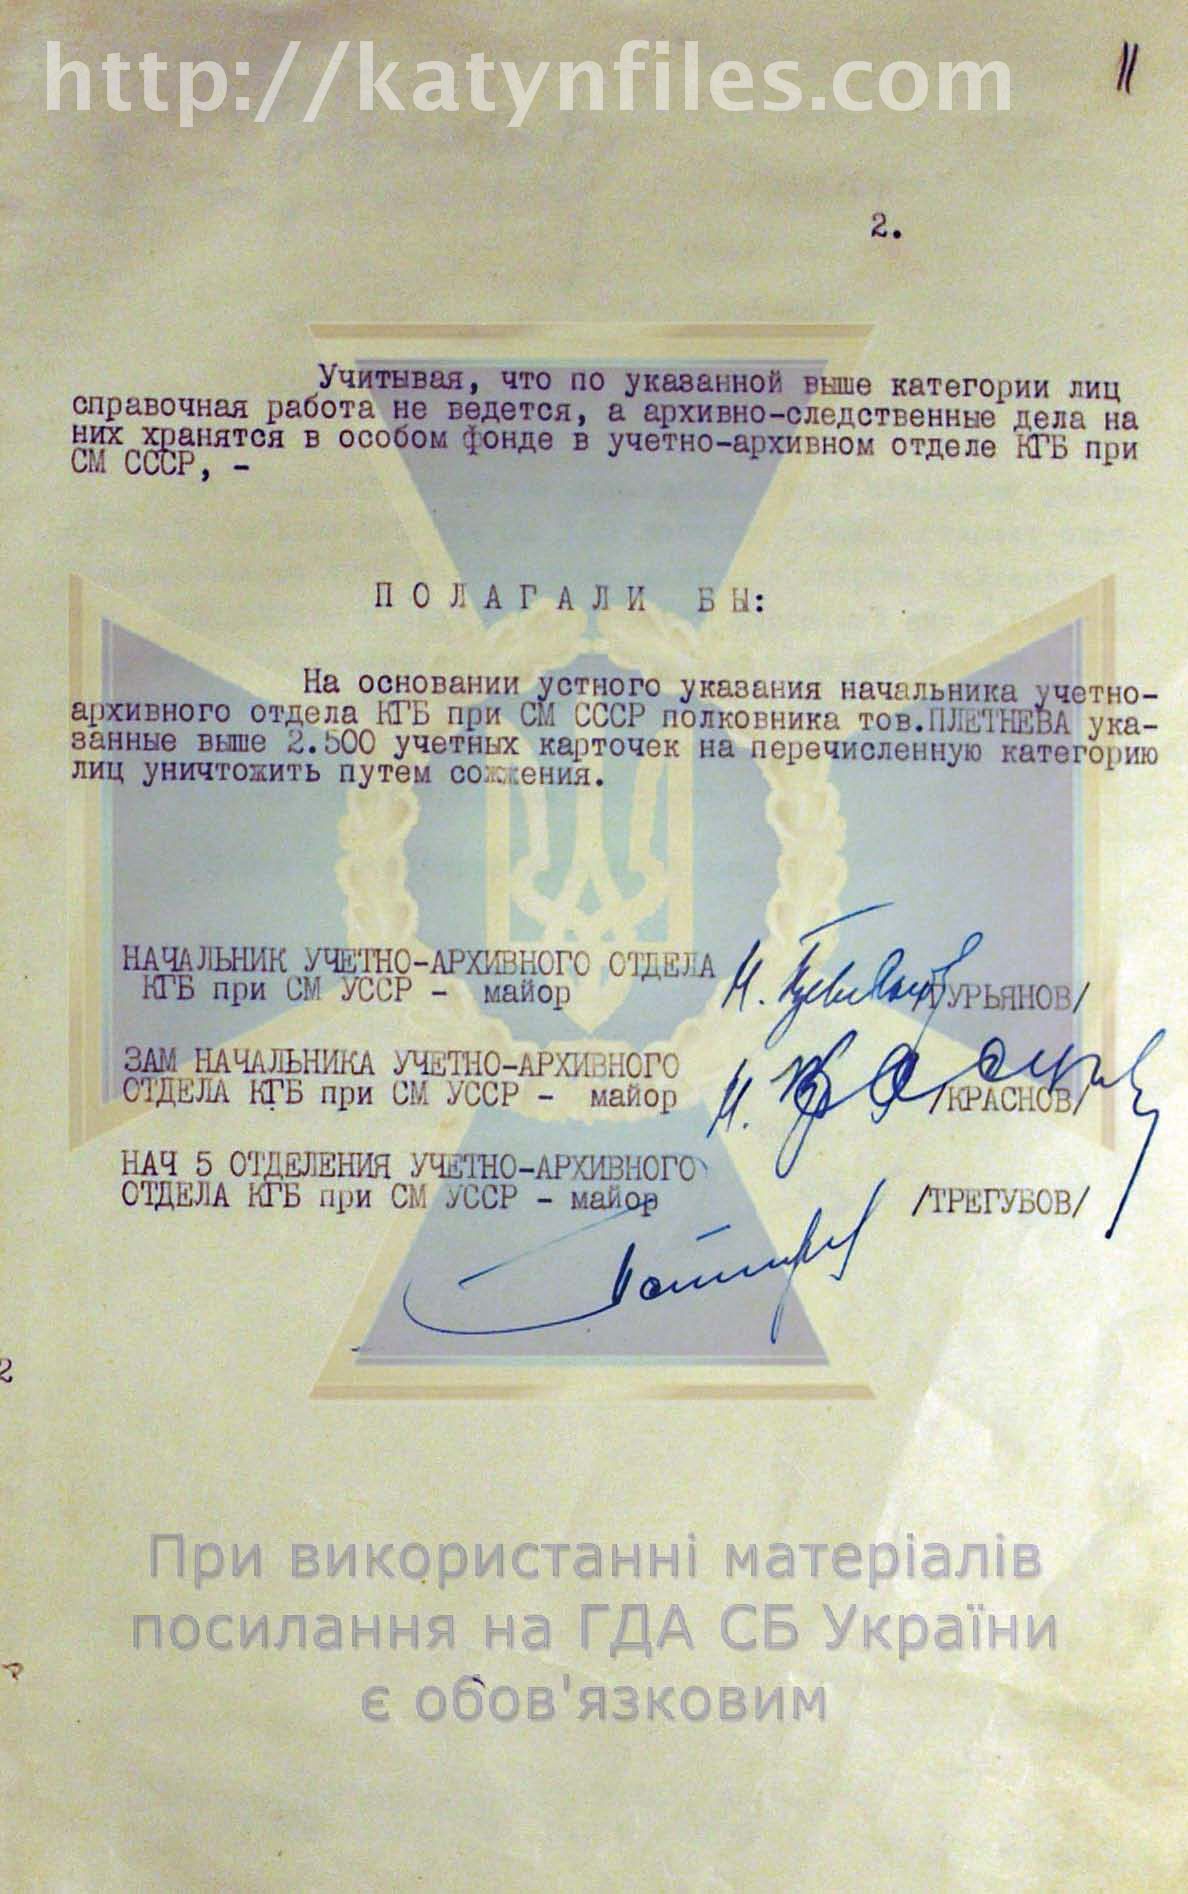 http://katynfiles.com
11
2.
Учитывая, что по указанной выше категории лиц
справочная работа не ведется, а архивно-следственные дела на
них хранятся в особом фонде в учетно-архивном отделе КГБ при
СМ СССР, -
ПОЛАГАЛИ БЫ:
На основании устного указания начальника учетно-
архивного отдела КГБ при СМ СССР полковника тов.ПЛЕТНЕВА ука-
занные выше 2.500 учетных карточек на перечисленную категорию
лиц уничтожить путем сожжения.
НАЧАЛЬНИК УЧЕТНО-АРХИВНОГО ОТДЕЛА
КГБ при СМ УССР - майор /ГУРЬЯНОВ/
ЗАМ НАЧАЛЬНИКА УЧЕТНО-АРХИВНОГО
ОТДЕЛА КГБ при СМ УССР - майор /КРАСНОВ/
НАЧ 5 ОТДЕЛЕНИЯ УЧЕТНО-АРХИВНОГО
ОТДЕЛА КГБ при СМ УССР - майор /ТРЕГУБОВ/
2
При використанні матеріалів
посилання на ГДА СБ України
є обов'язковим